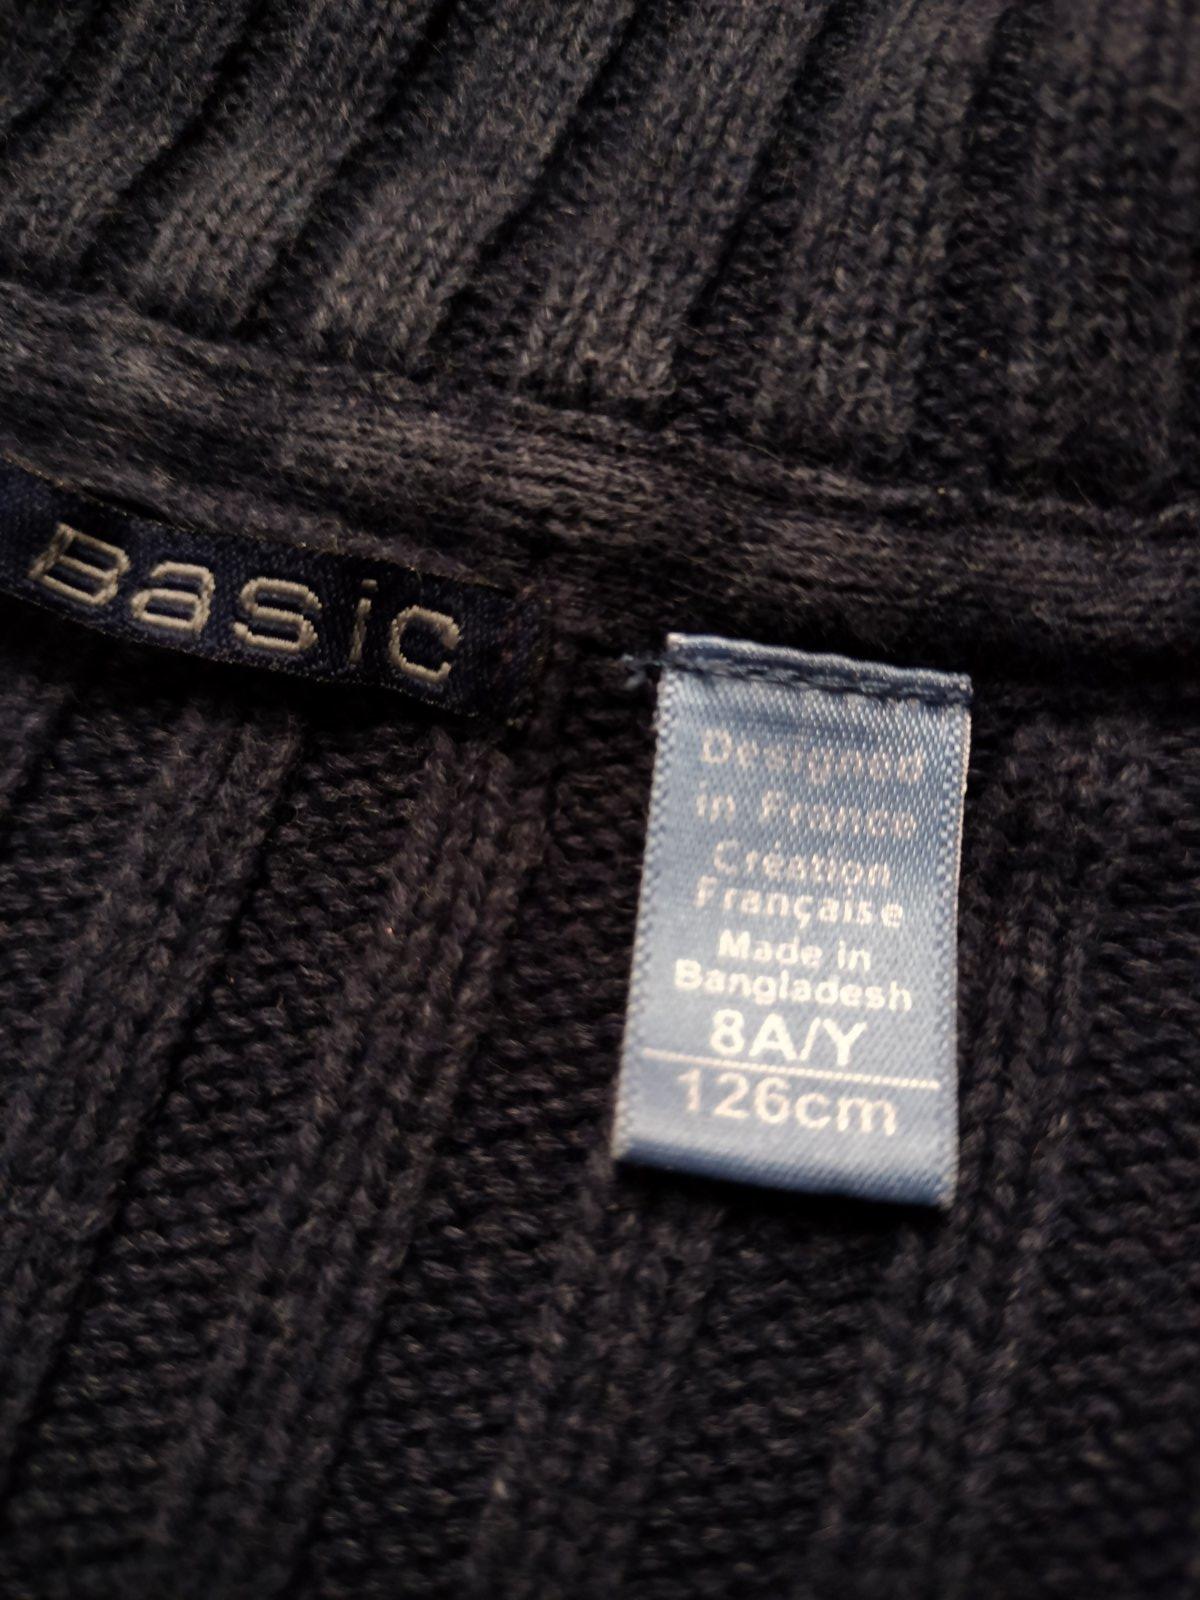 Basic
Designed
in France
Création
Française
Made in
Bangladesh
8A/Y
126cm